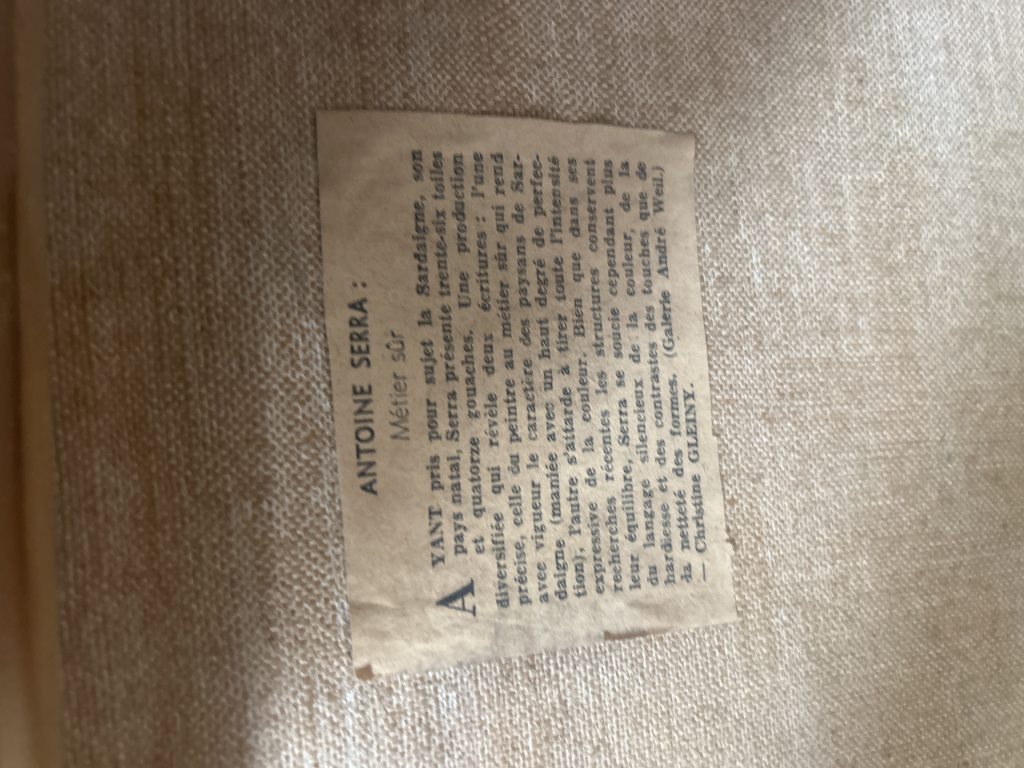 ANTOINE SERRA :
Métier sûr
AYANT pris pour sujet la Sardaigne, son
pays natal, Serra présente trente-six toiles
et quatorze gouaches. Une production
diversifiée qui révèle deux écritures : l'une
précise, celle du peintre au métier sûr qui rend
avec vigueur le caractère des paysans de Sar-
daigne (maniée avec un haut degré de perfec-
tion); l'autre s'attarde à tirer toute l'intensité
expressive de la couleur. Bien que dans ses
recherches récentes les structures conservent
leur équilibre, Serra se soucie cependant plus
du langage silencieux de la couleur, de la
hardiesse et des contrastes des touches que de
la netteté des formes. (Galerie André Weil.)
— Christine GLEINY.